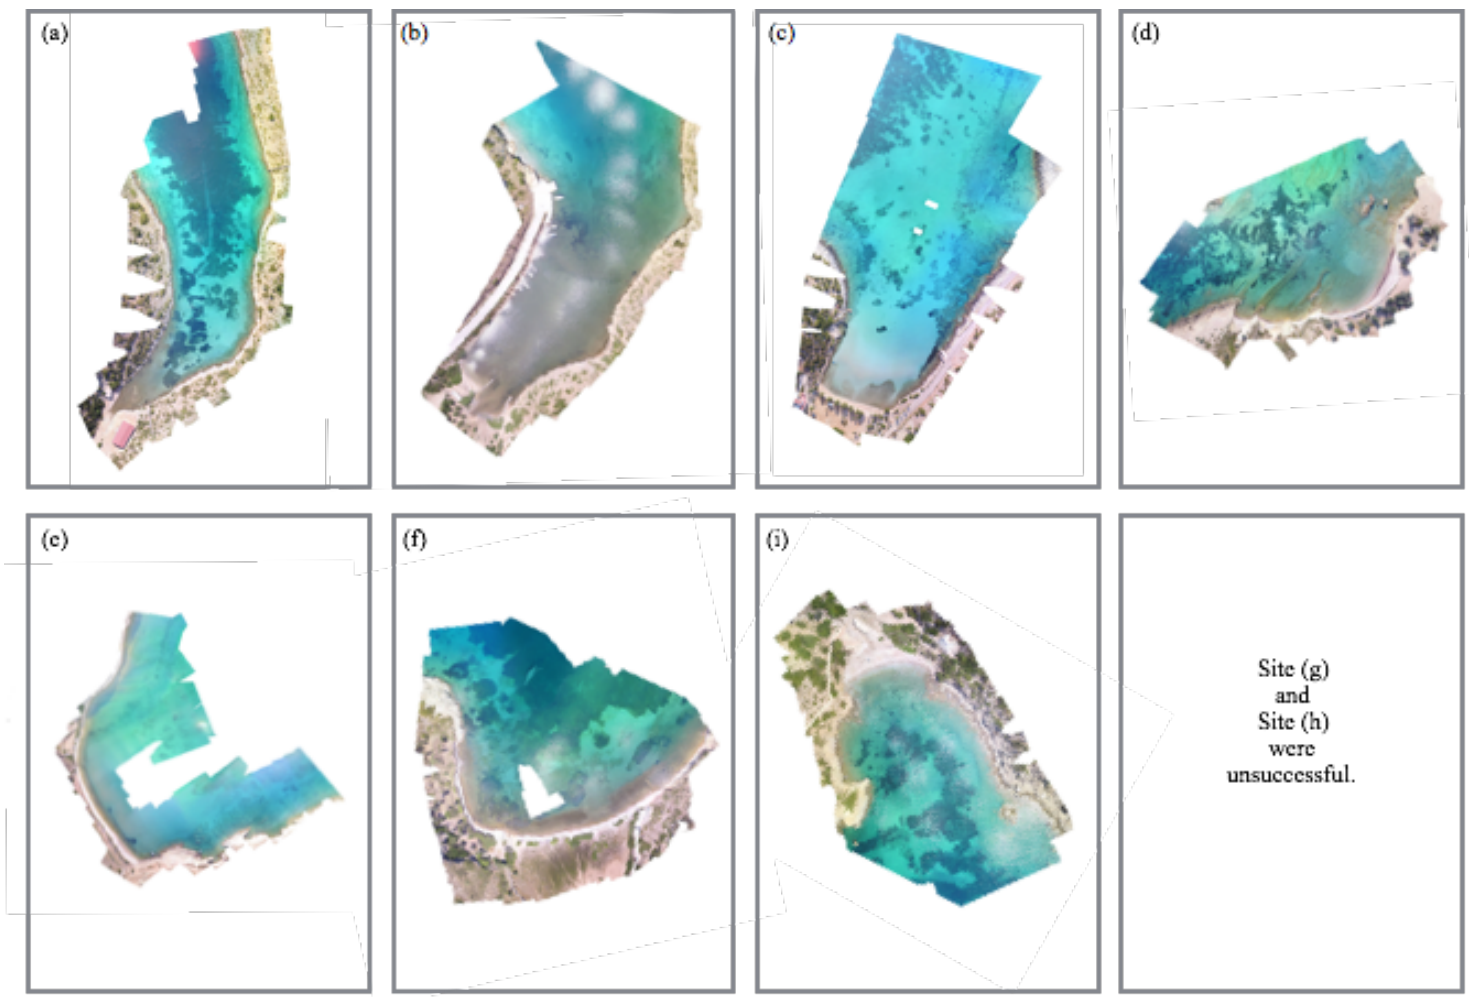 (a)
(b)
(c)
(d)
(e)
(f)
(i)
Site (g)
and
Site (h)
were
unsuccessful.